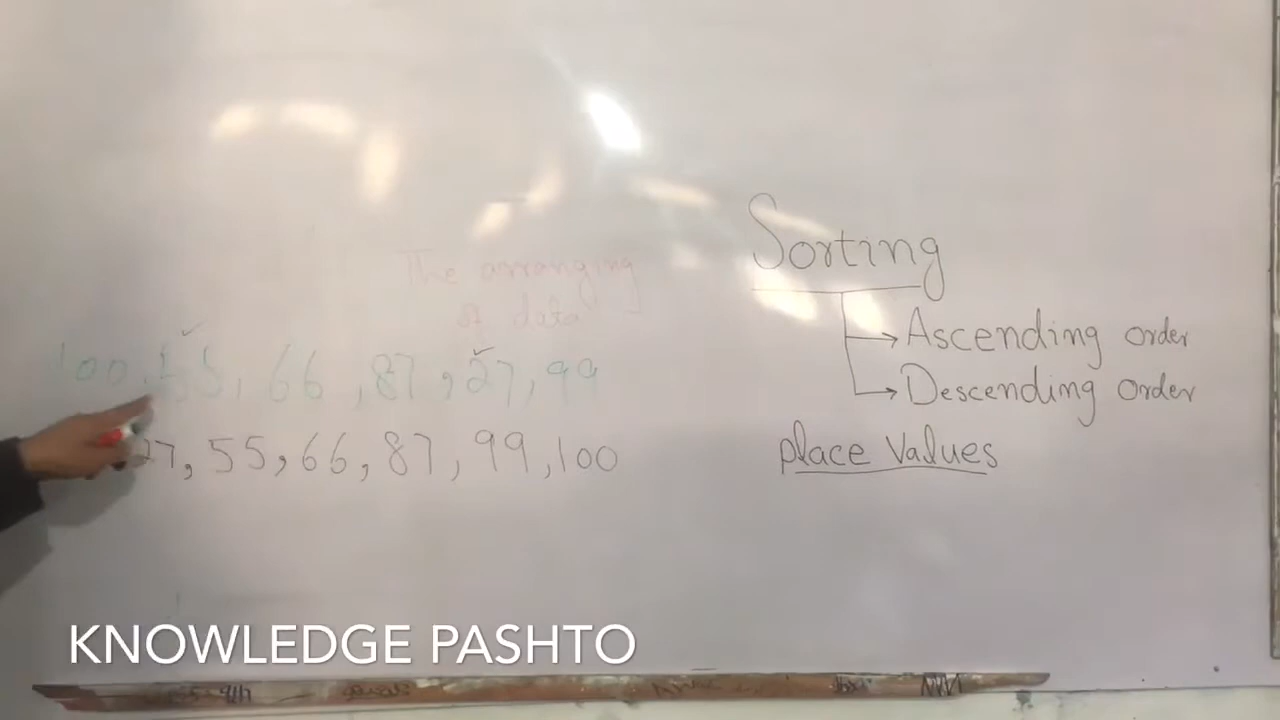 The arranging
of data
100, 55, 66, 87, 27, 99
27, 55, 66, 87, 99, 100
Sorting
Ascending order
Descending order
place values
KNOWLEDGE PASHTO